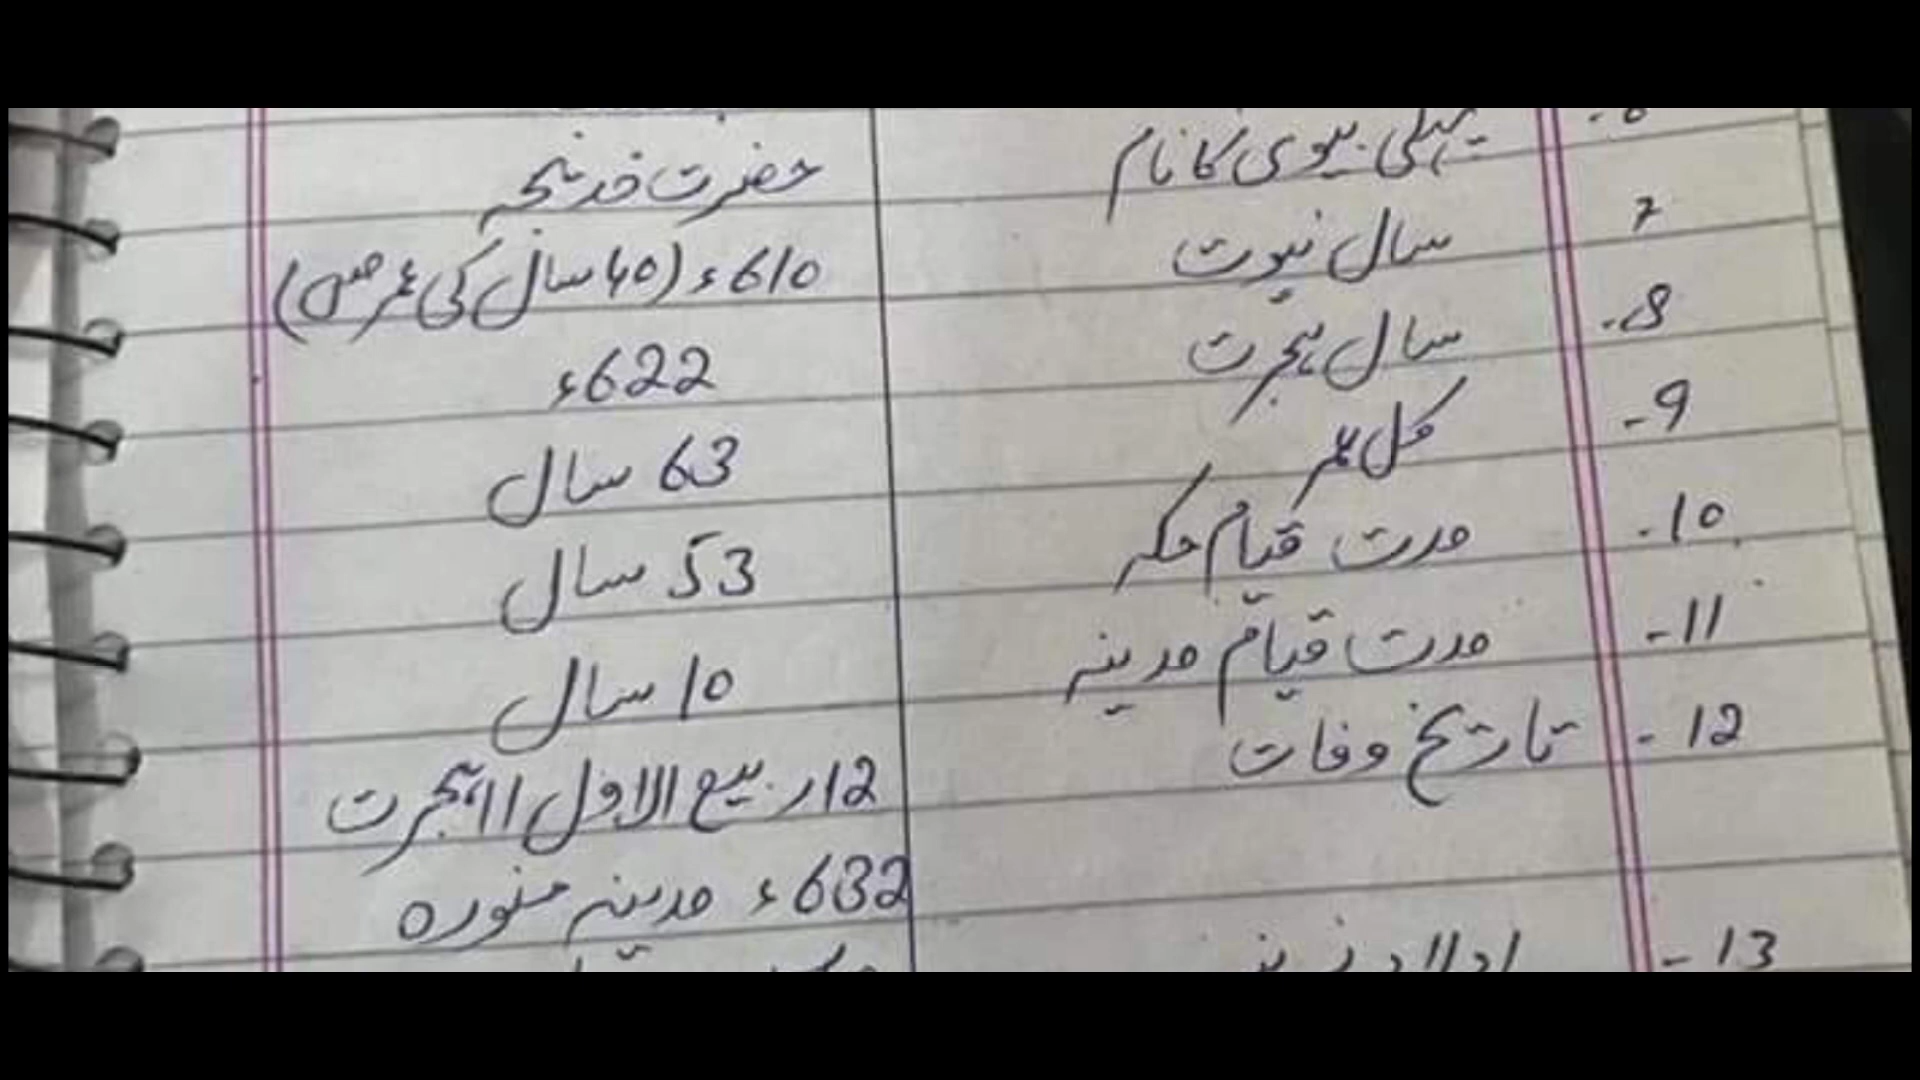 پہلی بیوی کا نام حضرت خدیجہ
7 سال نبوت 610ء (40 سال کی عمر میں)
8. سال ہجرت 622ء
9- کل عمر 63 سال
10. مدت قیام مکہ 53 سال
11- مدت قیام مدینہ 10 سال
12- تاریخ وفات 12 ربیع الاول 11 ہجرت
632ء مدینہ منورہ
13- اولاد نرینہ